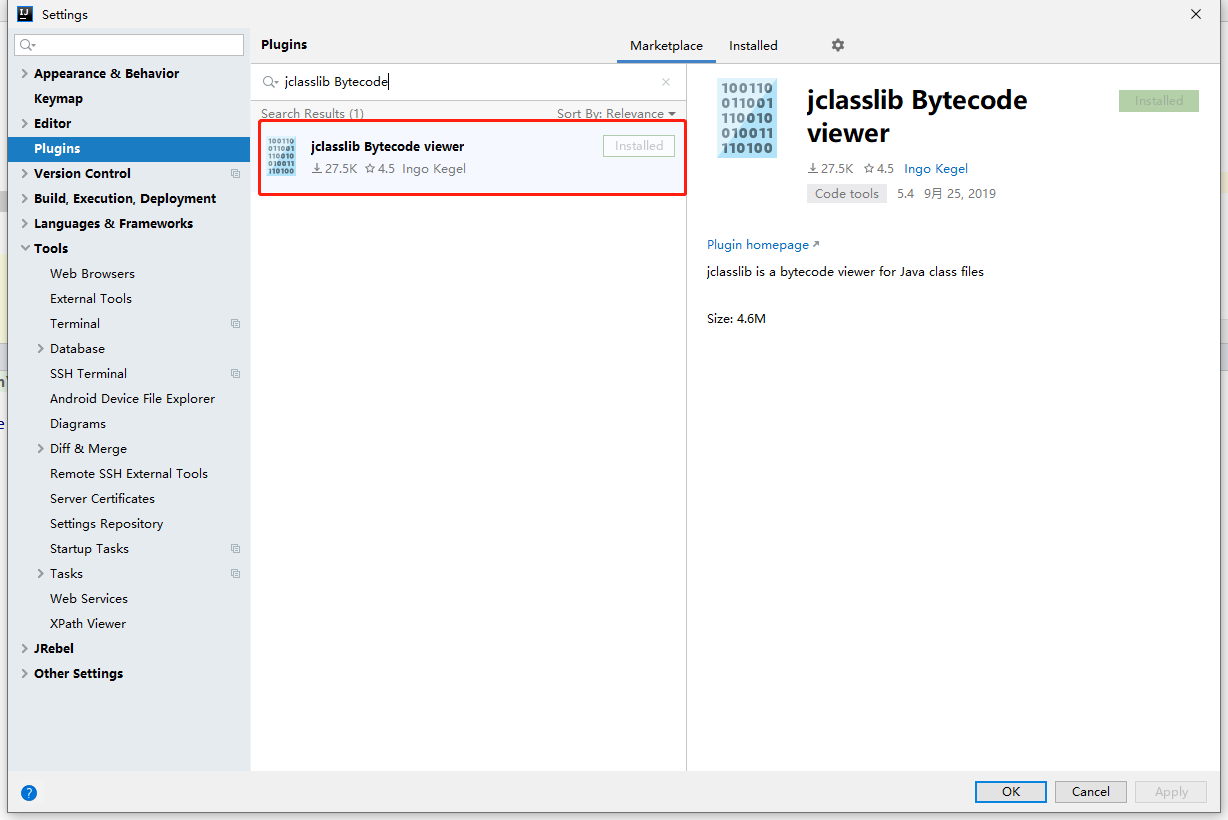 Settings
Plugins
Marketplace
Installed
Appearance & Behavior
Keymap
Editor
Plugins
Version Control
Build, Execution, Deployment
Languages & Frameworks
Tools
Web Browsers
External Tools
Terminal
Database
SSH Terminal
Android Device File Explorer
Diagrams
Diff & Merge
Remote SSH External Tools
Server Certificates
Settings Repository
Startup Tasks
Tasks
Web Services
XPath Viewer
JRebel
Other Settings
jclasslib Bytecode
Search Results (1)
Sort By: Relevance
100110
011001
110010
010011
110100
jclasslib Bytecode viewer
Installed
27.5K 4.5 Ingo Kegel
100110
011001
110010
010011
110100
jclasslib Bytecode
viewer
Installed
27.5K 4.5 Ingo Kegel
Code tools 5.4 9月 25, 2019
Plugin homepage
jclasslib is a bytecode viewer for Java class files
Size: 4.6M
?
OK
Cancel
Apply